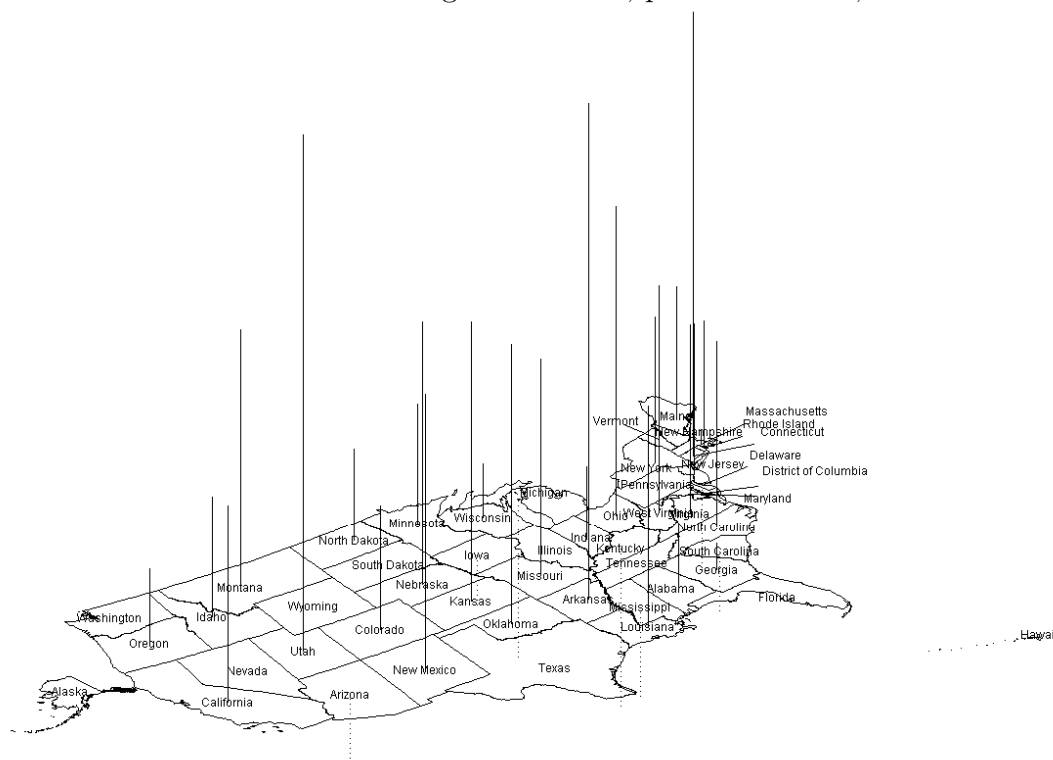 Massachusetts
Maine
Vermont
Rhode Island
New Hampshire
Connecticut
Delaware
New York
New Jersey
District of Columbia
Pennsylvania
Michigan
Maryland
Ohio
West Virginia
Wisconsin
Minnesota
North Carolina
Indiana
North Dakota
Kentucky
Illinois
South Carolina
Iowa
Tennessee
South Dakota
Georgia
Missouri
Nebraska
Montana
Alabama
Florida
Kansas
Arkansas
Wyoming
Mississippi
Washington
Idaho
Oklahoma
Louisiana
Colorado
Hawai
Oregon
Utah
Texas
Nevada
New Mexico
Alaska
Arizona
California